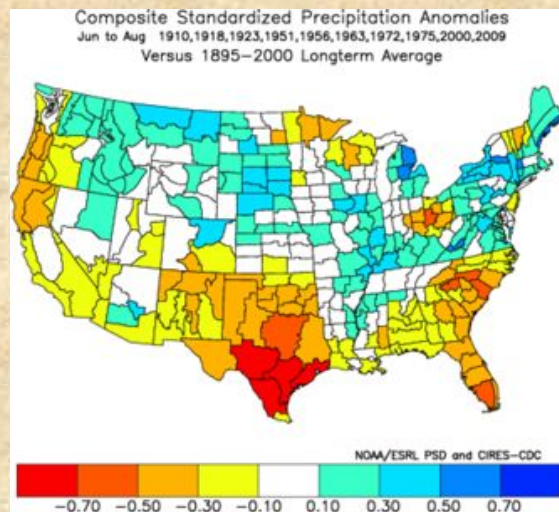 Composite Standardized Precipitation Anomalies
Jun to Aug 1910,1918,1923,1951,1956,1963,1972,1975,2000,2009
Versus 1895-2000 Longterm Average
NOAA/ESRL PSD and CIRES-CDC
-0.70 -0.50 -0.30 -0.10 0.10 0.30 0.50 0.70